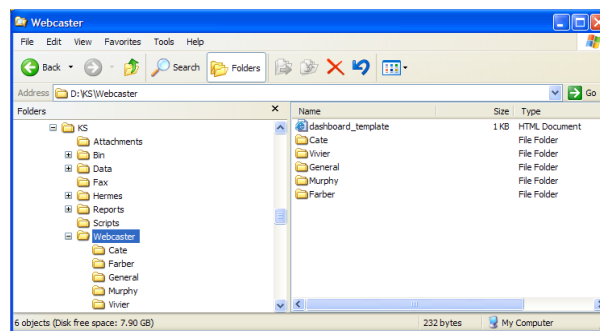 Webcaster
File Edit View Favorites Tools Help
Back Search Folders
Address D:\KS\Webcaster Go
Folders
KS
Attachments
Bin
Data
Fax
Hermes
Reports
Scripts
Webcaster
Cate
Farber
General
Murphy
Vivier
Name Size Type
dashboard_template 1 KB HTML Document
Cate File Folder
Vivier File Folder
General File Folder
Murphy File Folder
Farber File Folder
6 objects (Disk free space: 7.90 GB) 232 bytes My Computer